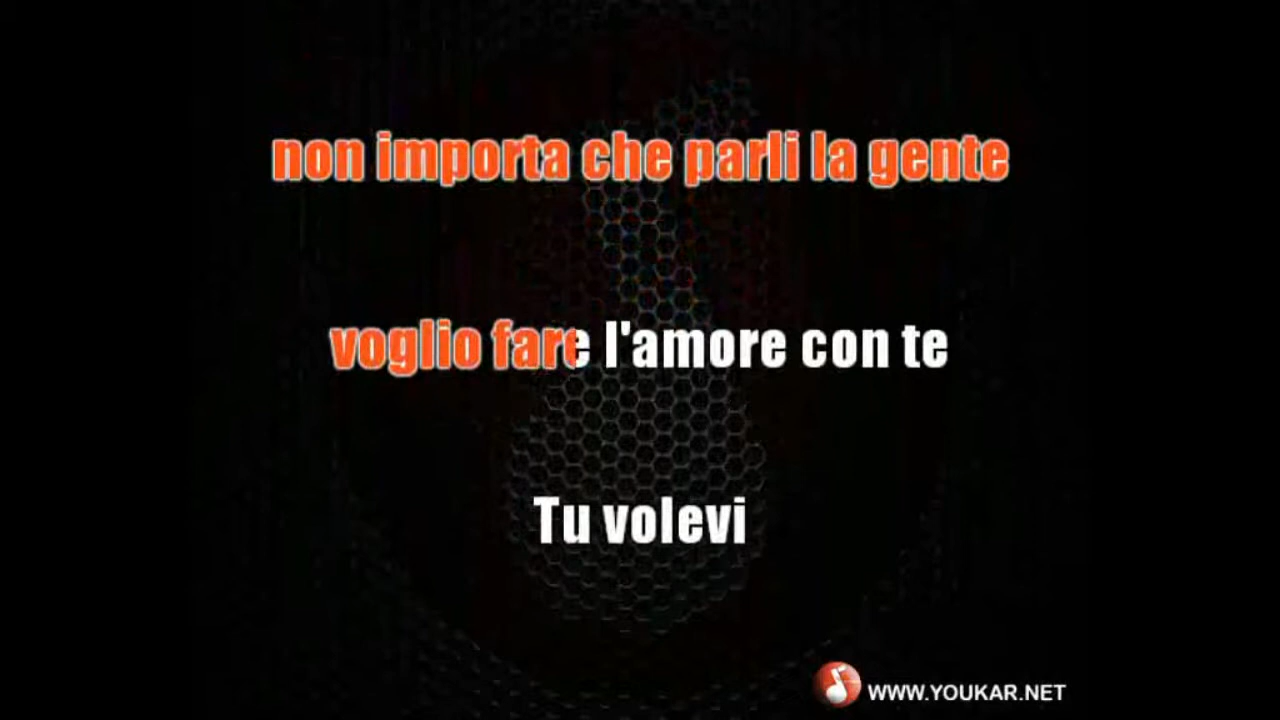 non importa che parli la gente
voglio fare l'amore con te
Tu volevi
WWW.YOUKAR.NET